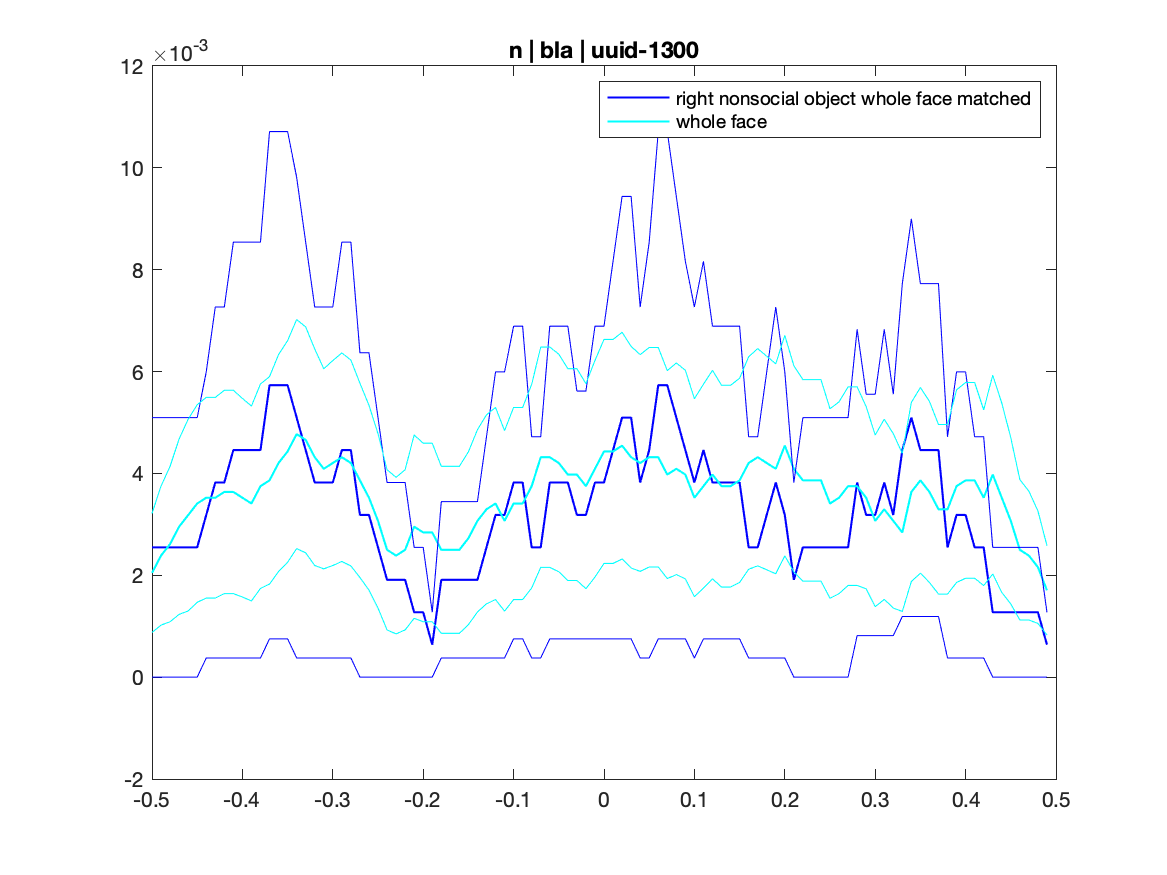 n | bla | uuid-1300
×10-3
right nonsocial object whole face matched
whole face
12
10
8
6
4
2
0
-2
-0.5 -0.4 -0.3 -0.2 -0.1 0 0.1 0.2 0.3 0.4 0.5